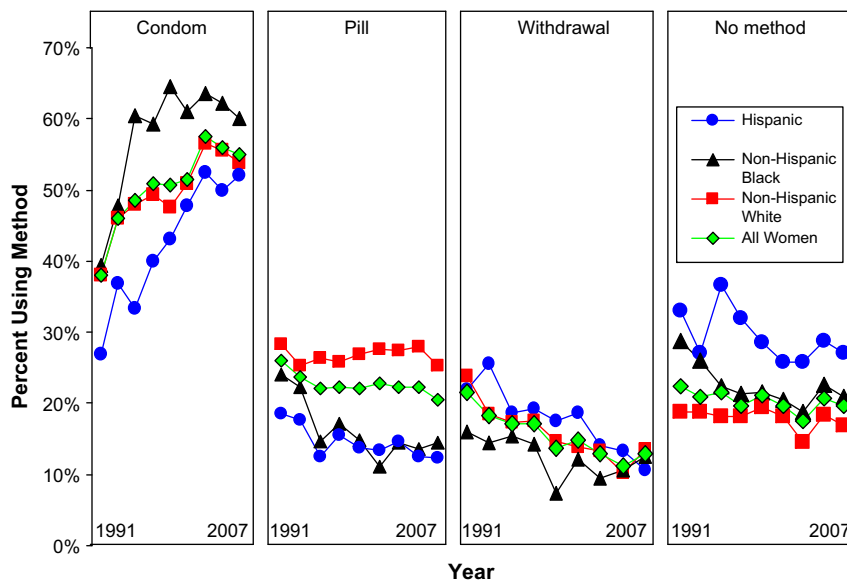 Condom
Pill
Withdrawal
No method
70%
60%
50%
40%
30%
20%
10%
0%
Percent Using Method
Hispanic
Non-Hispanic
Black
Non-Hispanic
White
All Women
1991 2007
1991 2007
1991 2007
1991 2007
Year